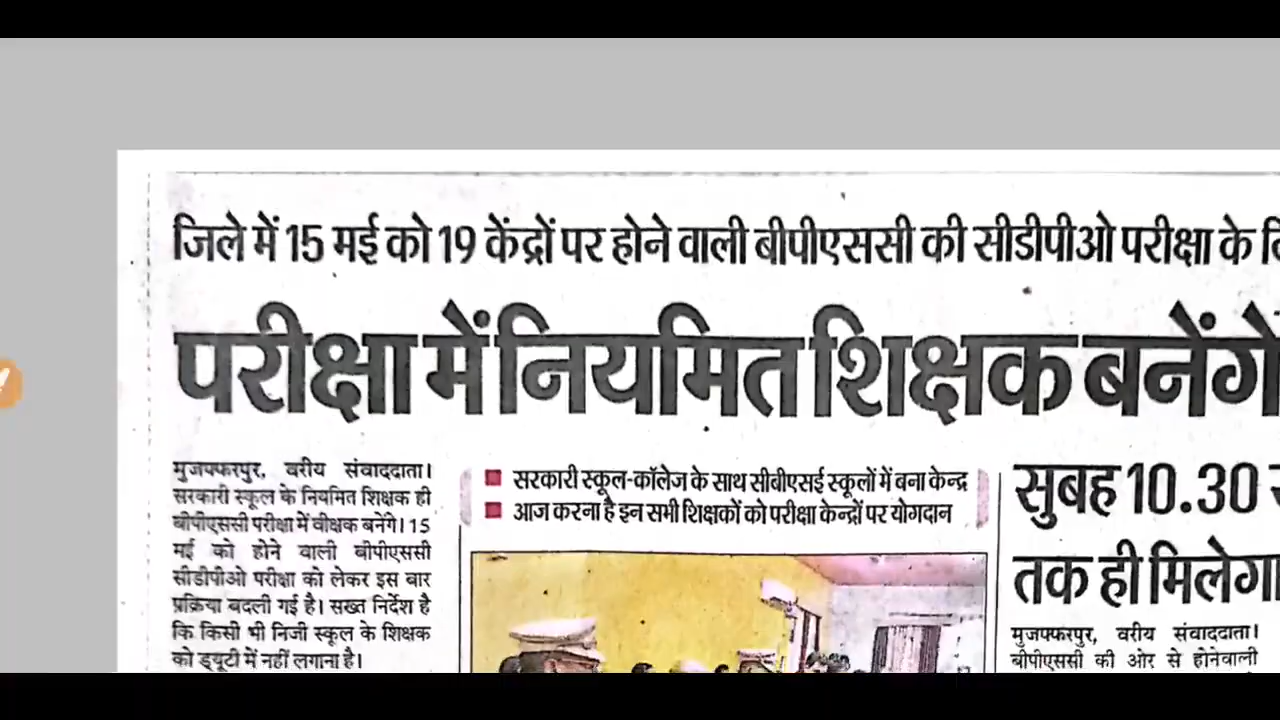 जिले में 15 मई को 19 केंद्रों पर होने वाली बीपीएससी की सीडीपीओ परीक्षा के
परीक्षा में नियमित शिक्षक बनेंगे
मुजफ्फरपुर, वरीय संवाददाता।
सरकारी स्कूल के नियमित शिक्षक ही
बीपीएससी परीक्षा में वीक्षक बनेंगे। 15
मई को होने वाली बीपीएससी
सीडीपीओ परीक्षा को लेकर इस बार
प्रक्रिया बदली गई है। सख्त निर्देश है
कि किसी भी निजी स्कूल के शिक्षक
को ड्यूटी में नहीं लगाना है।
सरकारी स्कूल-कॉलेज के साथ सीबीएसई स्कूलों में बना केन्द्र
आज करना है इन सभी शिक्षकों को परीक्षा केन्द्रों पर योगदान
सुबह 10.30
तक ही मिलेगा
मुजफ्फरपुर, वरीय संवाददाता।
बीपीएससी की ओर से होनेवाली